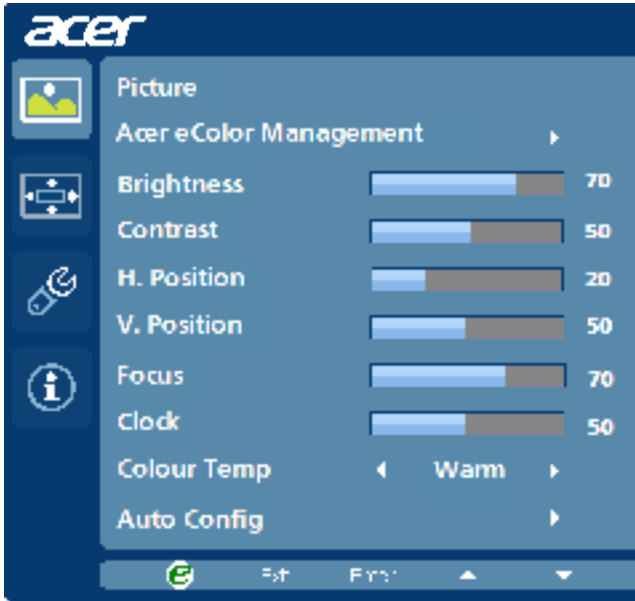 acer
Picture
Acer eColor Management
Brightness 70
Contrast 50
H. Position 20
V. Position 50
Focus 70
Clock 50
Colour Temp Warm
Auto Config
e